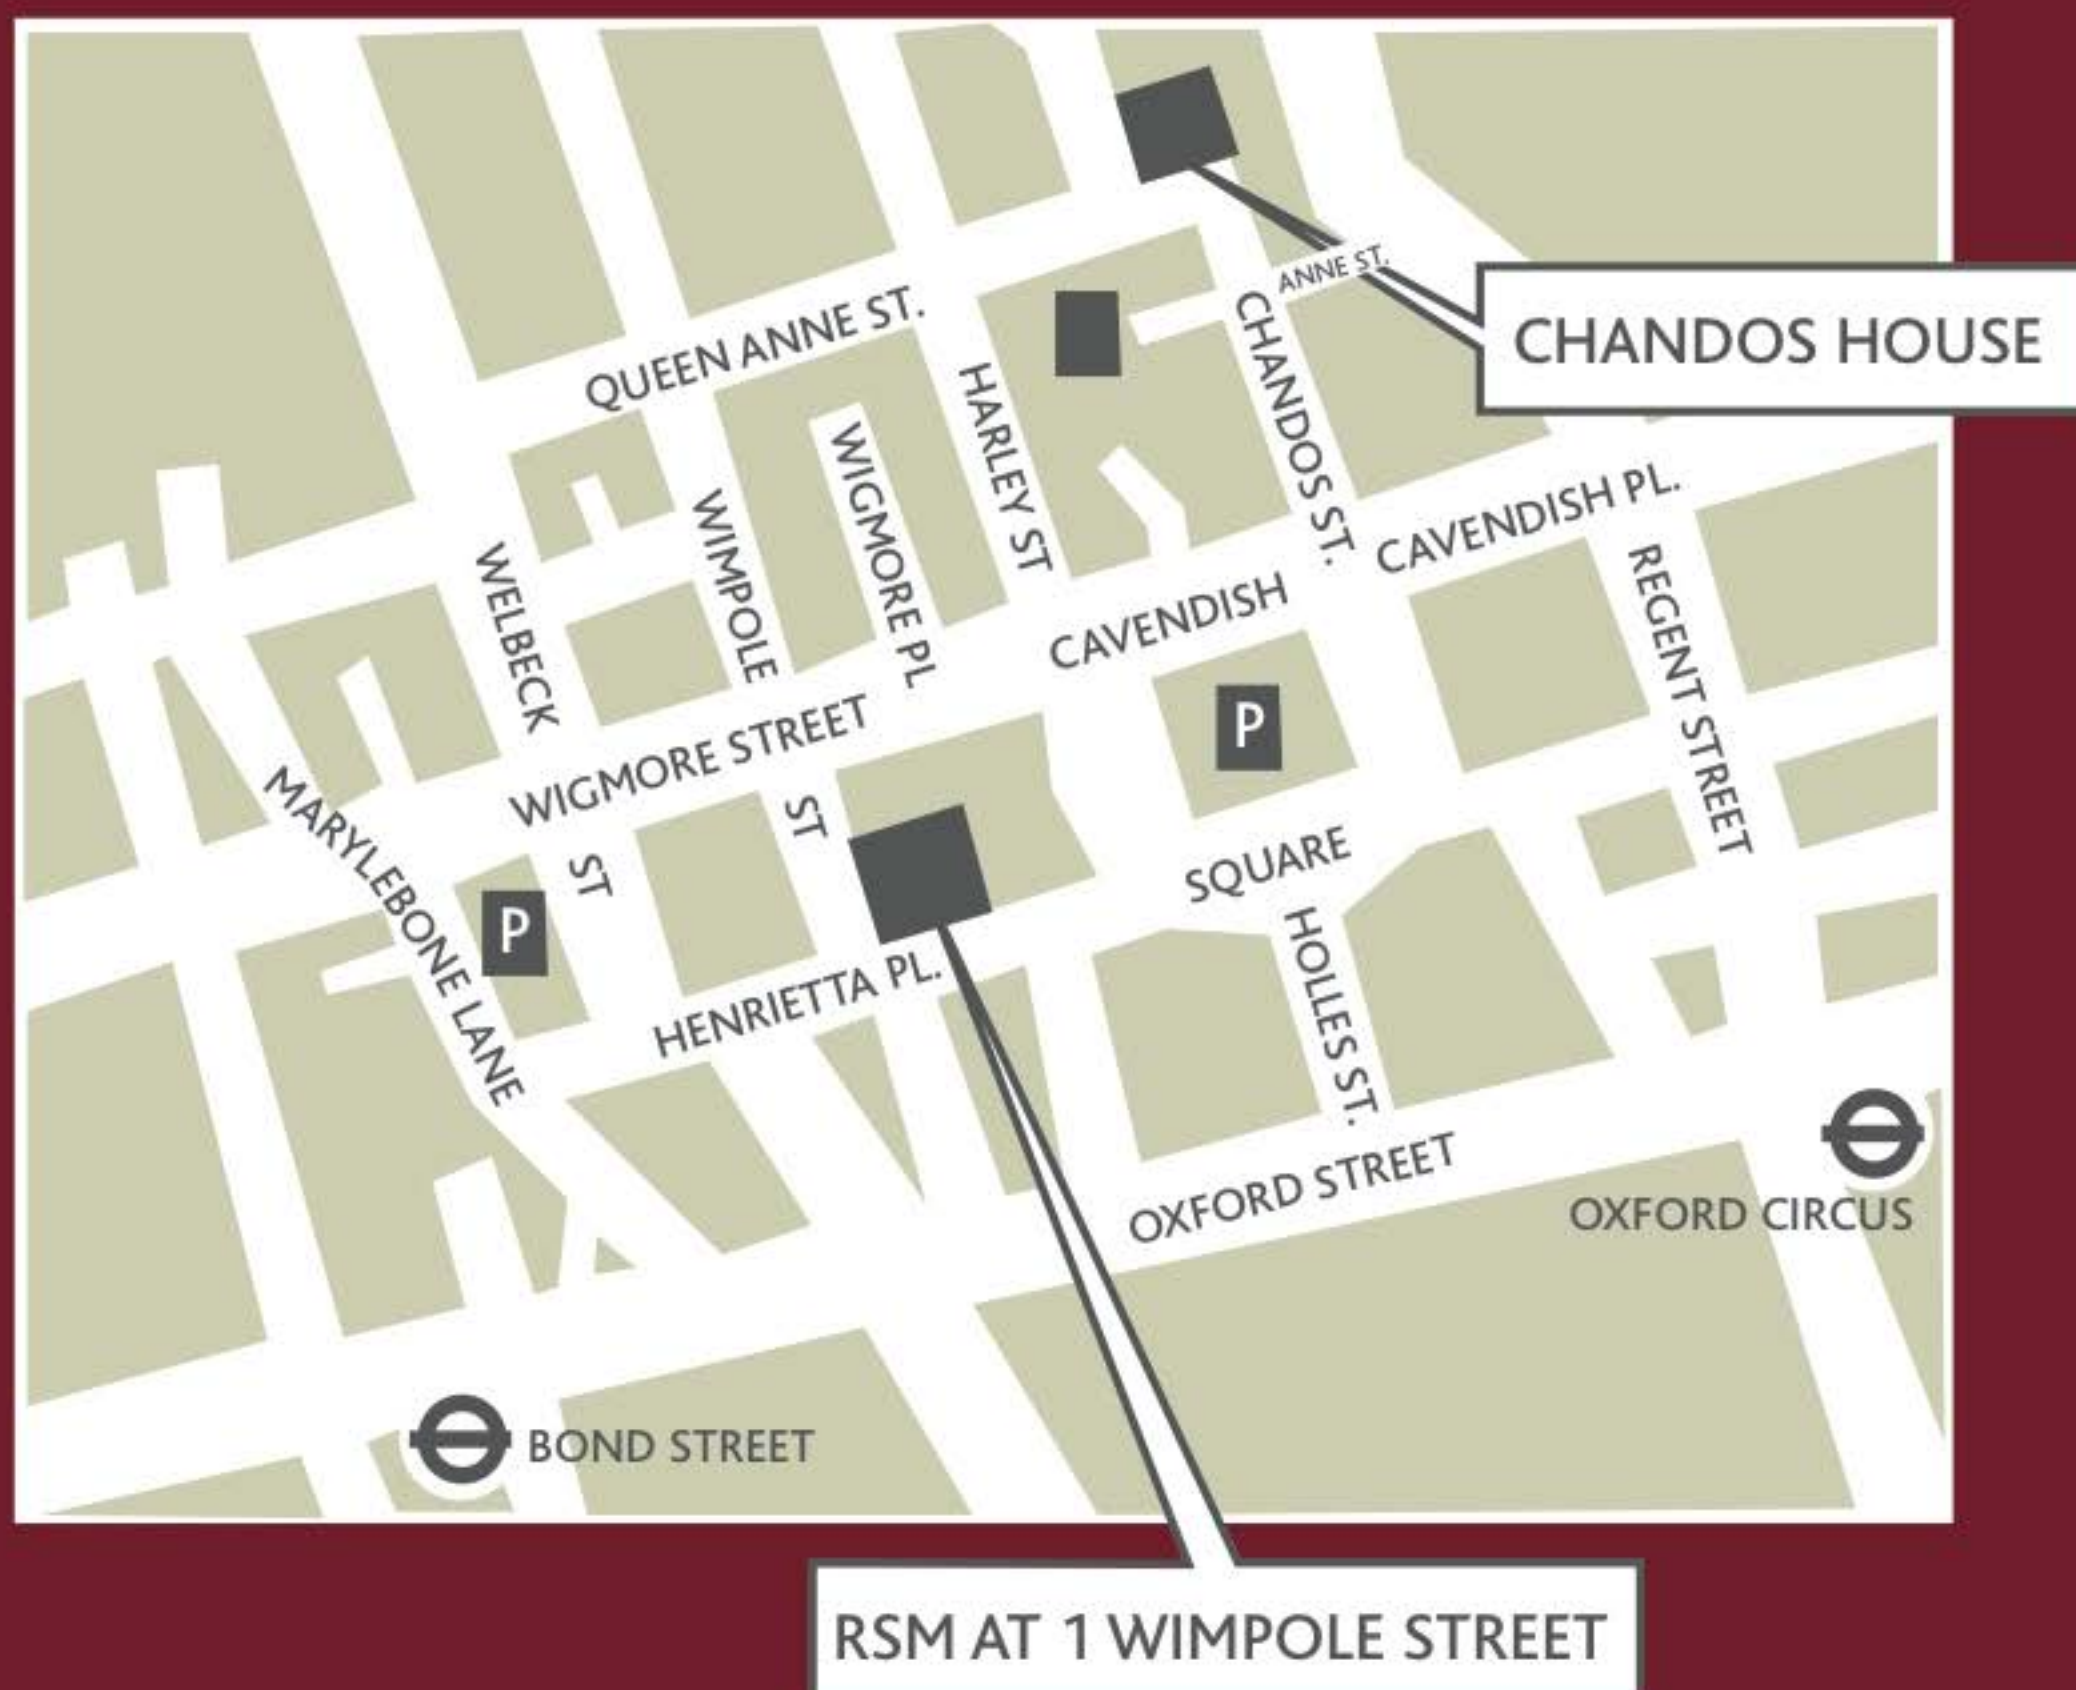 ANNE ST.
CHANDOS HOUSE
QUEEN ANNE ST.
CHANDOS ST.
HARLEY ST
WIGMORE PL
WIMPOLE
ST
WELBECK
ST
CAVENDISH PL.
CAVENDISH
SQUARE
REGENT STREET
WIGMORE STREET
MARYLEBONE LANE
P
P
HENRIETTA PL.
HOLLES ST.
OXFORD STREET
OXFORD CIRCUS
BOND STREET
RSM AT 1 WIMPOLE STREET